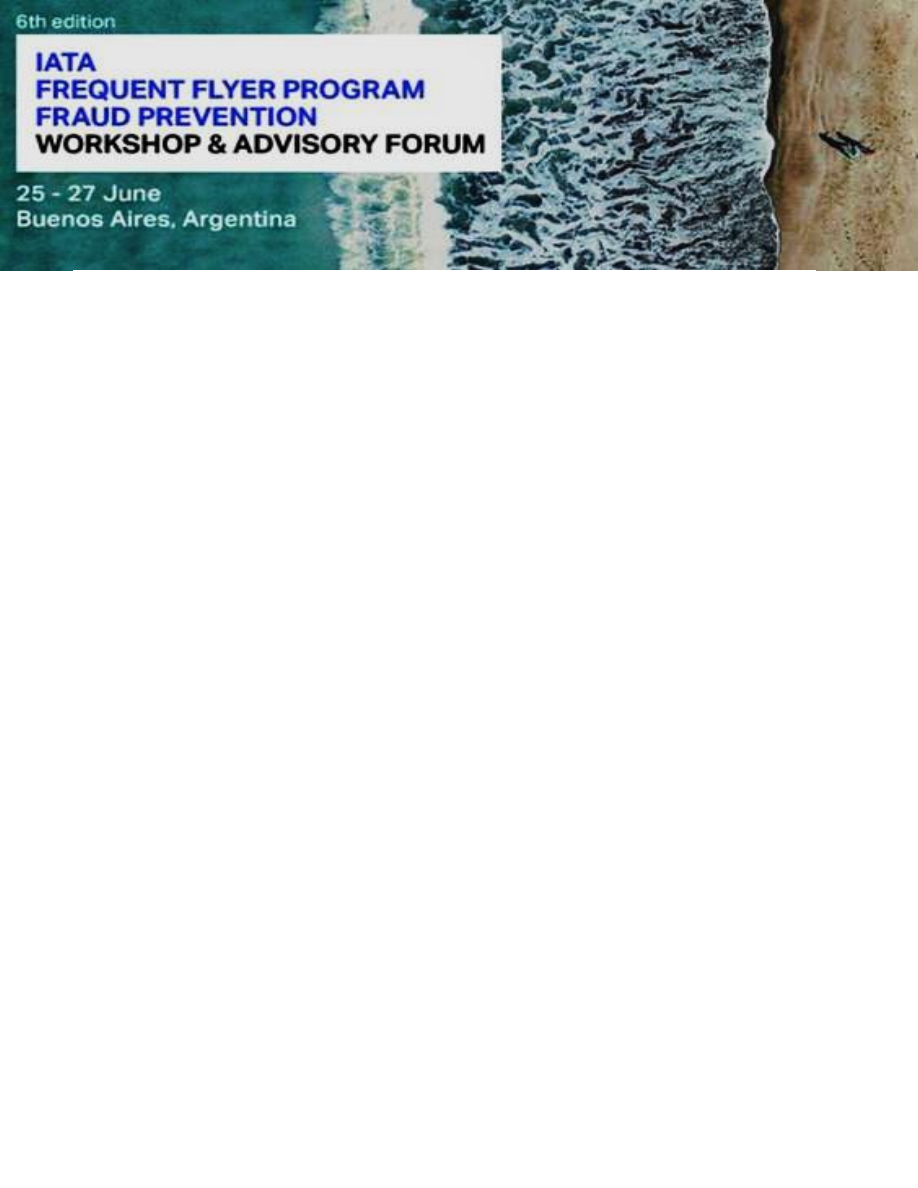 6th edition
IATA
FREQUENT FLYER PROGRAM
FRAUD PREVENTION
WORKSHOP & ADVISORY FORUM
25 - 27 June
Buenos Aires, Argentina